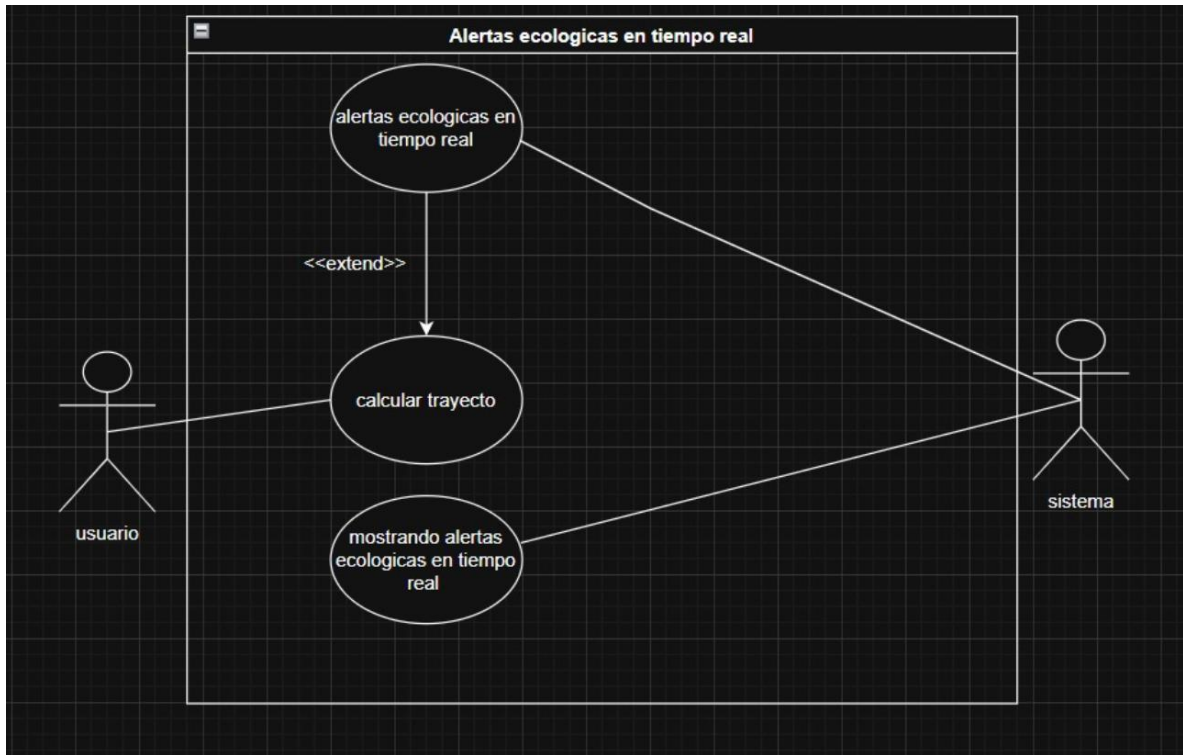 Alertas ecologicas en tiempo real
alertas ecologicas en
tiempo real
<<extend>>
calcular trayecto
usuario
sistema
mostrando alertas
ecologicas en tiempo
real